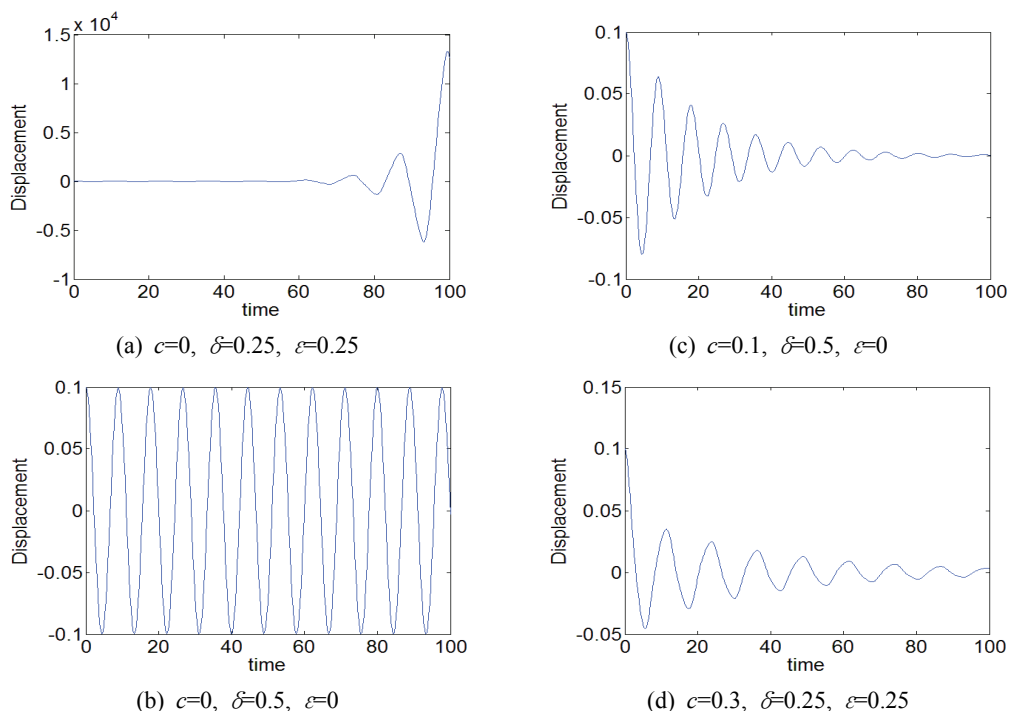 1.5 x 10⁴
1
0.5
0
-0.5
-1
Displacement
0 20 40 60 80 100
time
(a) c=0, δ=0.25, ε=0.25
0.1
0.05
0
-0.05
-0.1
Displacement
0 20 40 60 80 100
time
(c) c=0.1, δ=0.5, ε=0
0.1
0.05
0
-0.05
-0.1
Displacement
0 20 40 60 80 100
time
(b) c=0, δ=0.5, ε=0
0.15
0.1
0.05
0
-0.05
Displacement
0 20 40 60 80 100
time
(d) c=0.3, δ=0.25, ε=0.25